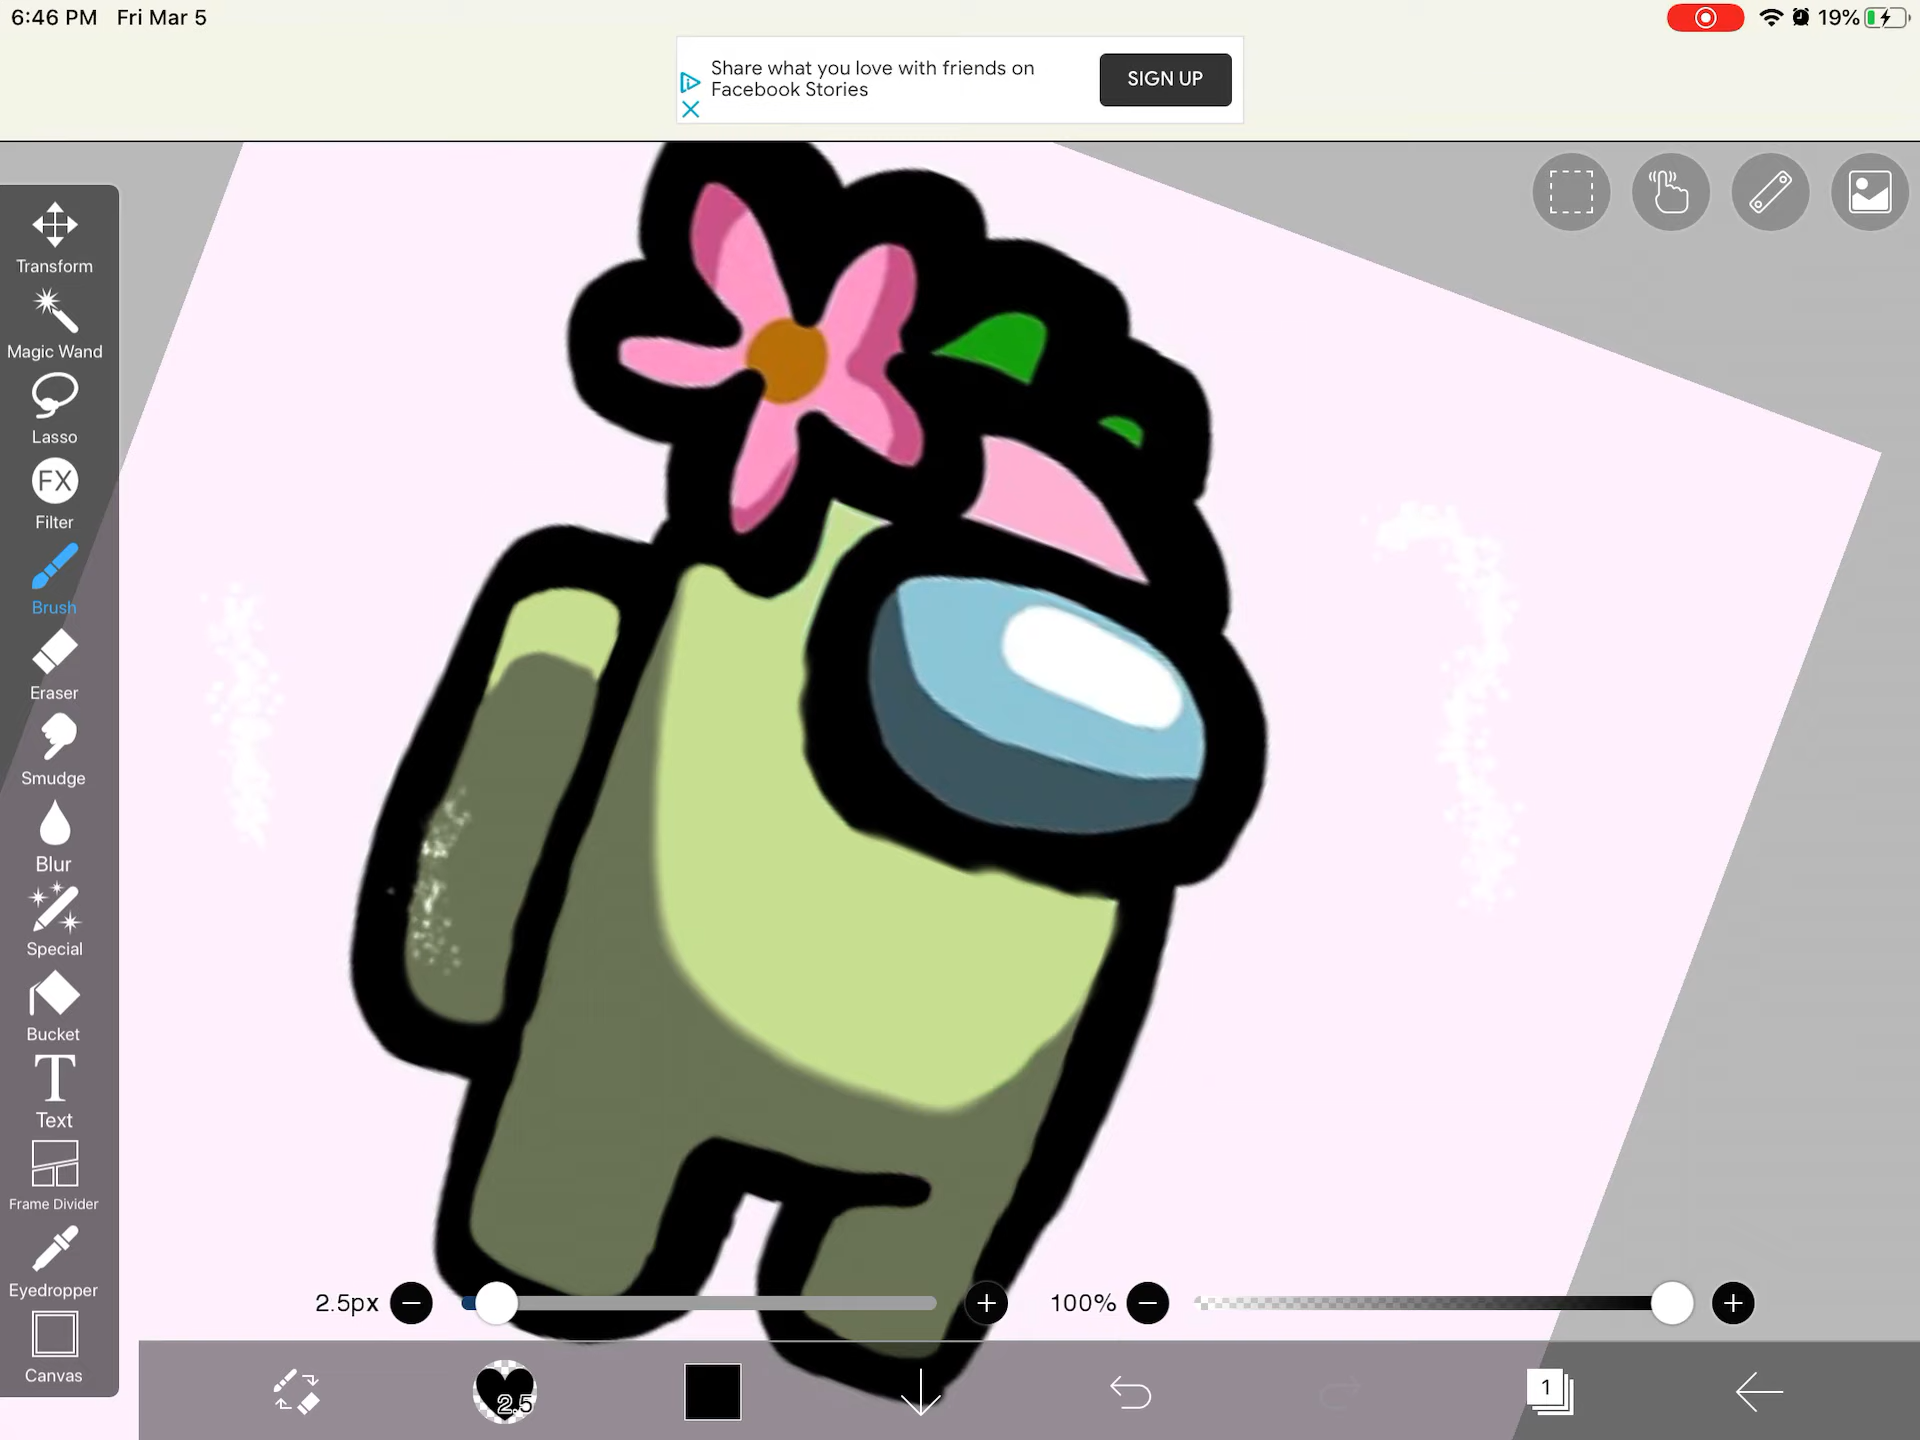 6:46 PM Fri Mar 5
19%
Share what you love with friends on
Facebook Stories
SIGN UP
Transform
Magic Wand
Lasso
FX
Filter
Brush
Eraser
Smudge
Blur
Special
Bucket
T
Text
Frame Divider
Eyedropper
Canvas
2.5px
100%
2.5
1